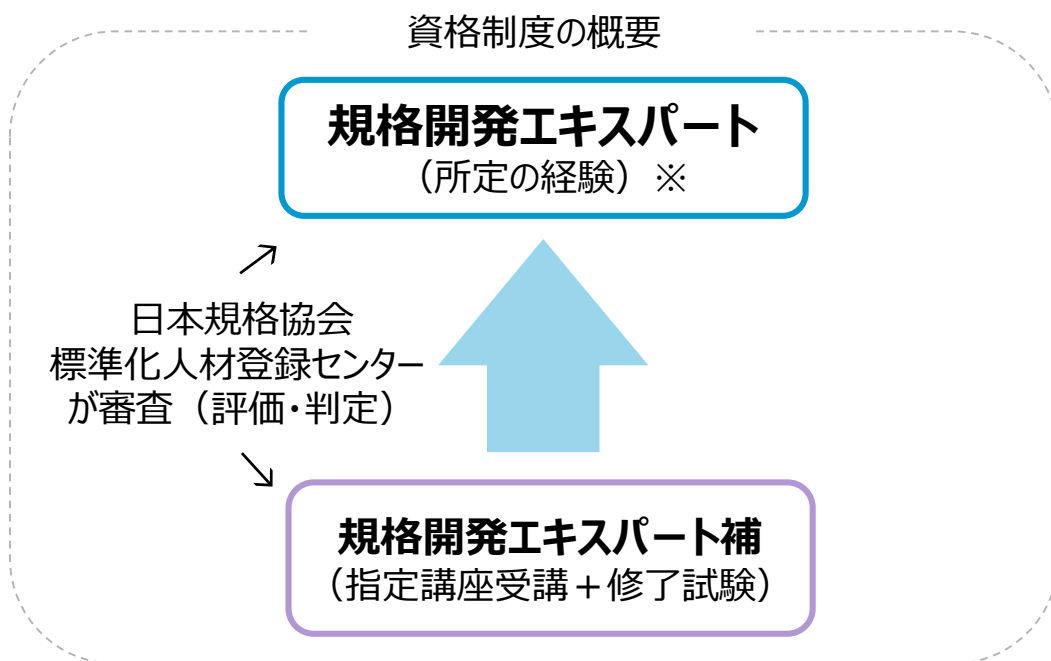 資格制度の概要
規格開発エキスパート
（所定の経験）※
日本規格協会
標準化人材登録センター
が審査（評価・判定）
規格開発エキスパート補
（指定講座受講＋修了試験）